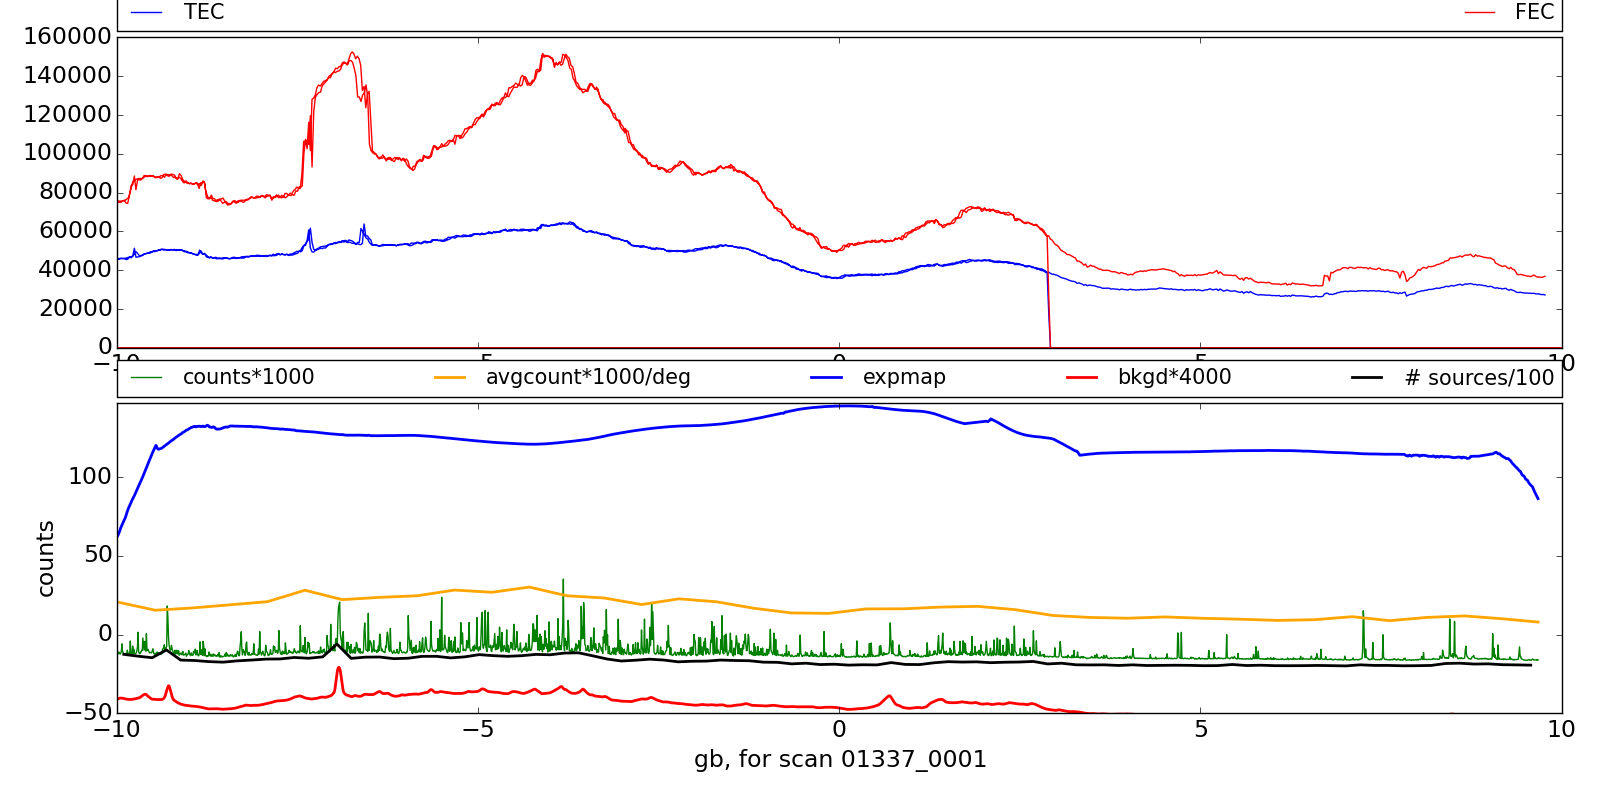 TEC FEC
160000
140000
120000
100000
80000
60000
40000
20000
0
−10 −5 0 5 10
counts*1000 avgcount*1000/deg expmap bkgd*4000 # sources/100
100
50
0
−50
counts
−10 −5 0 5 10
gb, for scan 01337_0001